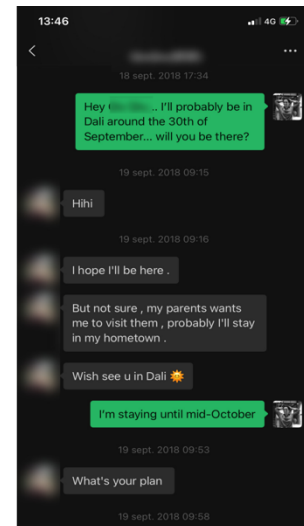 13:46
4G
18 sept. 2018 17:34
Hey
.. I'll probably be in
Dali around the 30th of
September... will you be there?
19 sept. 2018 09:15
Hihi
19 sept. 2018 09:16
I hope I'll be here .
But not sure , my parents wants
me to visit them , probably I'll stay
in my hometown .
Wish see u in Dali 🌞
I'm staying until mid-October
19 sept. 2018 09:53
What's your plan
19 sept. 2018 09:58